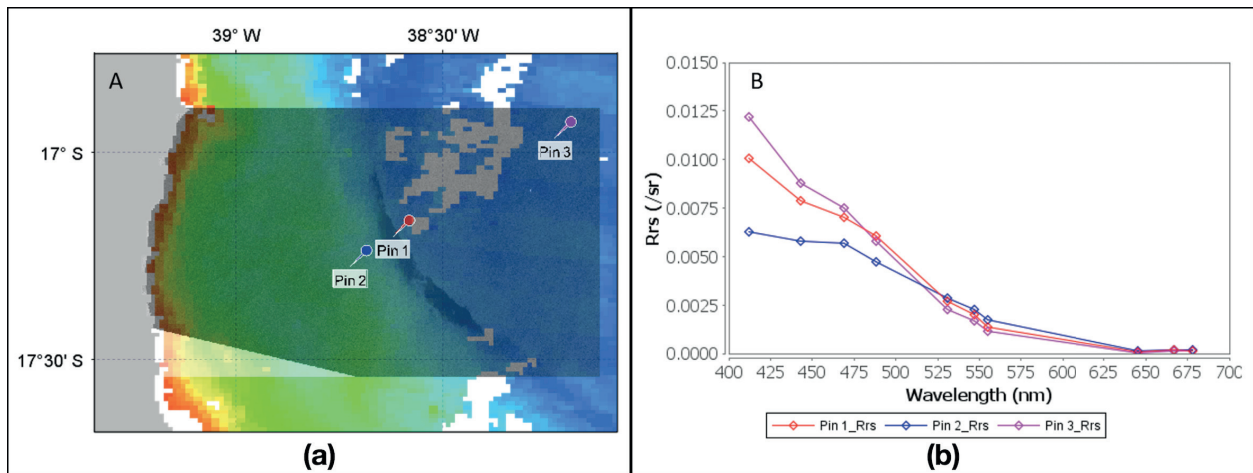 39° W 38°30' W
A
17° S
17°30' S
Pin 3
Pin 1
Pin 2
(a)
B
Rrs (/sr)
0.0150
0.0125
0.0100
0.0075
0.0050
0.0025
0.0000
400 425 450 475 500 525 550 575 600 625 650 675 700
Wavelength (nm)
Pin 1_Rrs Pin 2_Rrs Pin 3_Rrs
(b)